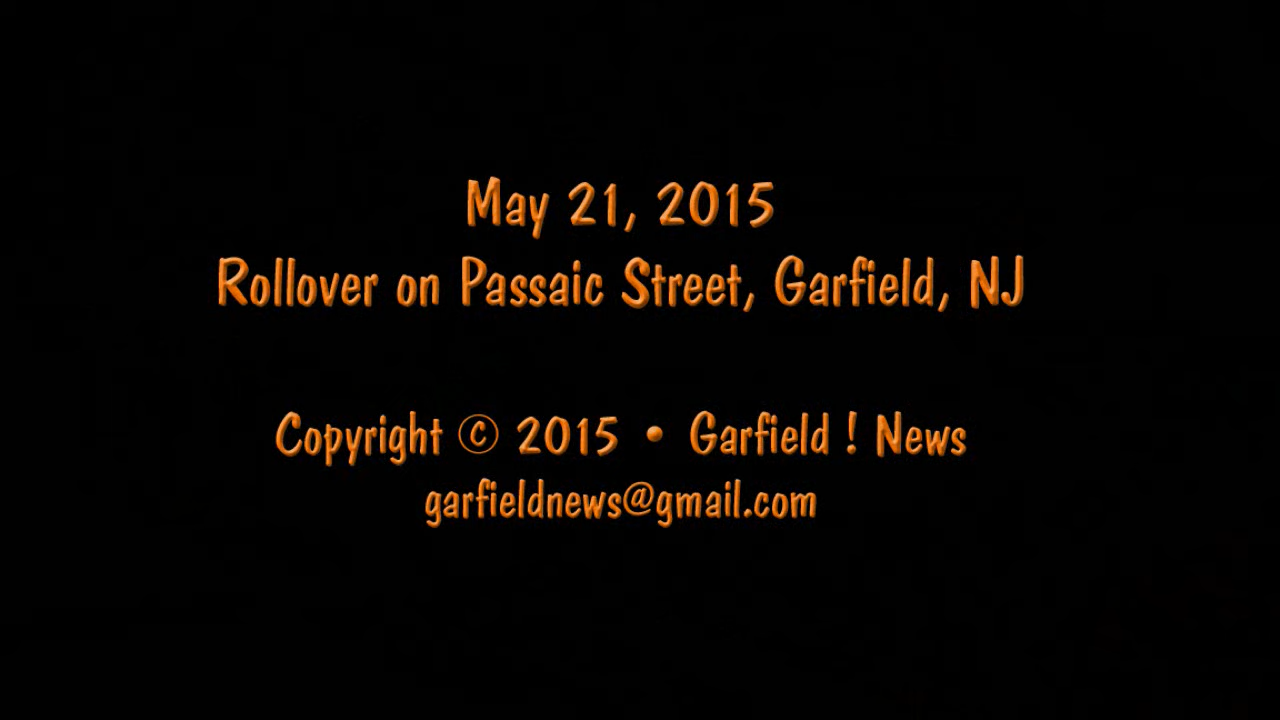 May 21, 2015
Rollover on Passaic Street, Garfield, NJ
Copyright © 2015 • Garfield ! News
garfieldnews@gmail.com